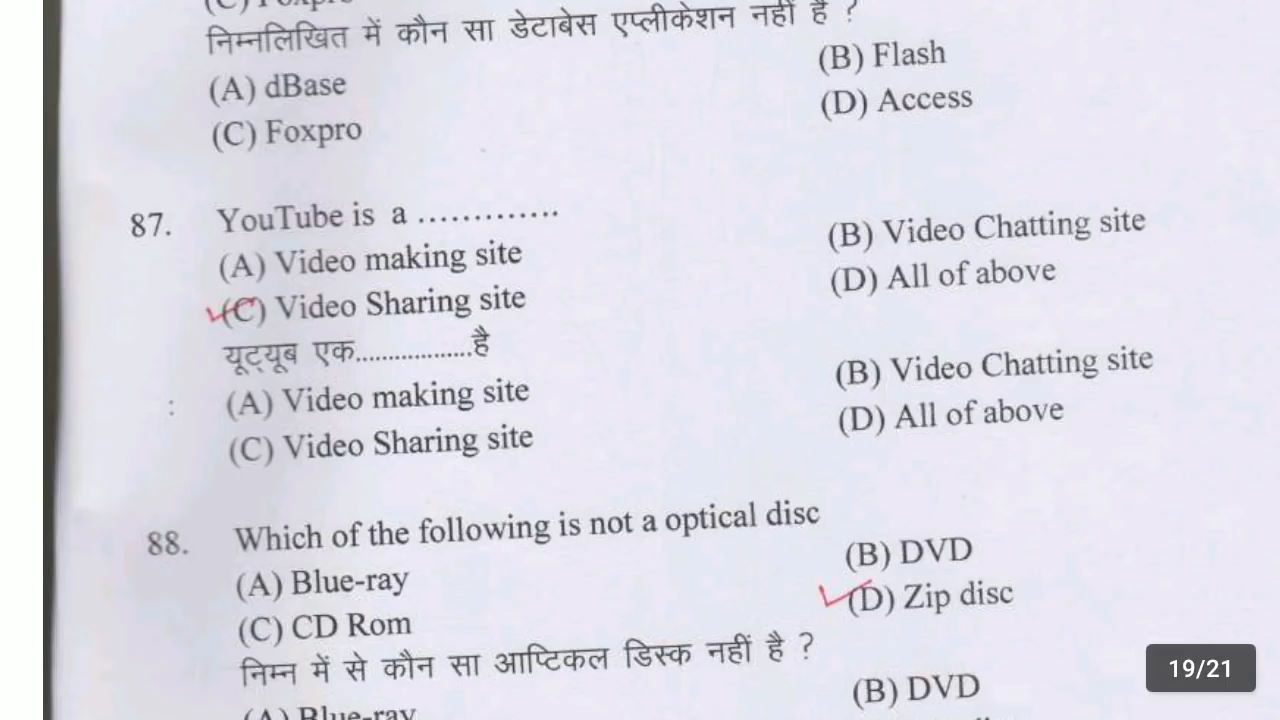 (C) Foxpro
निम्नलिखित में कौन सा डेटाबेस एप्लीकेशन नहीं है ?
(A) dBase (B) Flash
(C) Foxpro (D) Access
87. YouTube is a .............
(A) Video making site (B) Video Chatting site
(C) Video Sharing site (D) All of above
यूट्यूब एक..................है
: (A) Video making site (B) Video Chatting site
(C) Video Sharing site (D) All of above
88. Which of the following is not a optical disc
(A) Blue-ray (B) DVD
(C) CD Rom (D) Zip disc
निम्न में से कौन सा आप्टिकल डिस्क नहीं है ?
(A) Blue-ray (B) DVD
19/21